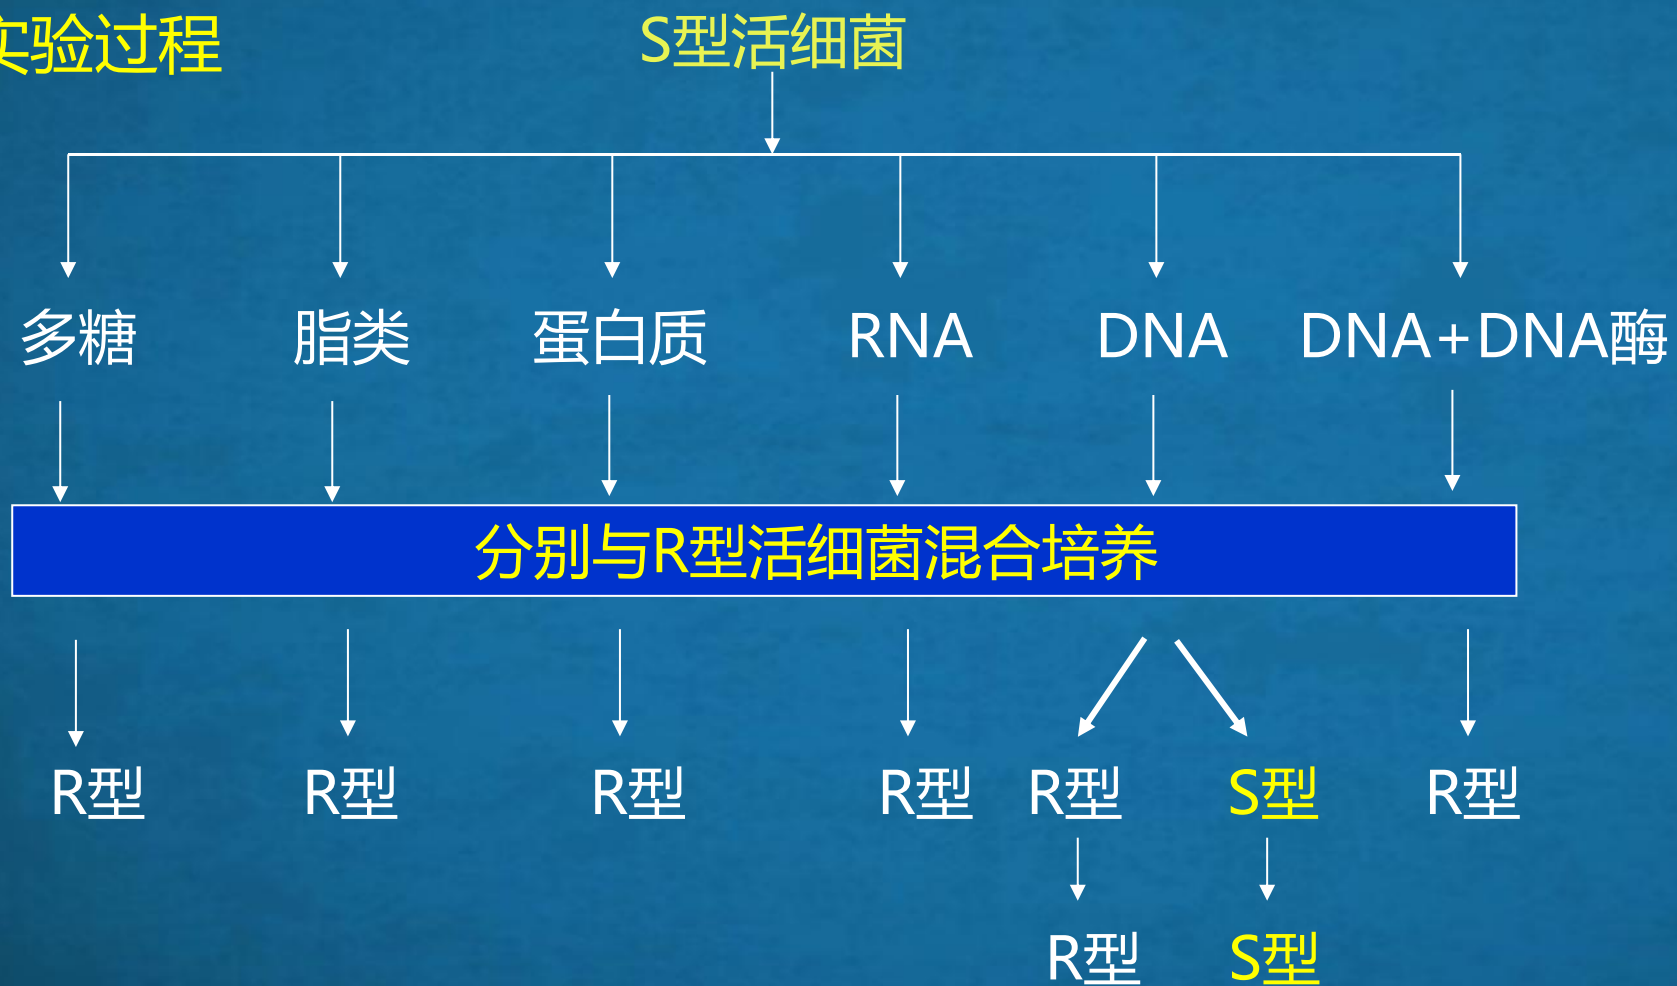 实验过程
S型活细菌
多糖 脂类 蛋白质 RNA DNA DNA+DNA酶
分别与R型活细菌混合培养
R型 R型 R型 R型 R型 S型 R型
R型 S型